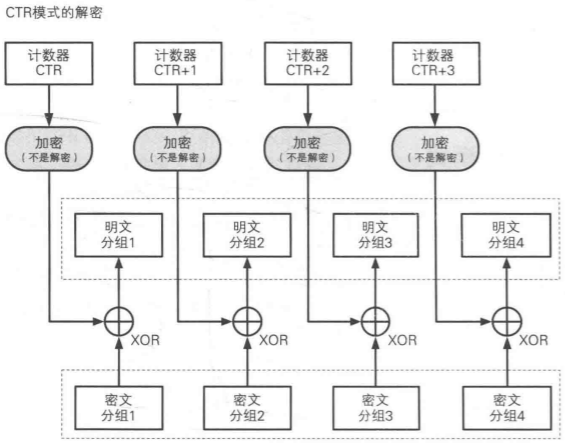 CTR模式的解密
计数器
CTR
计数器
CTR+1
计数器
CTR+2
计数器
CTR+3
加密
(不是解密)
加密
(不是解密)
加密
(不是解密)
加密
(不是解密)
明文
分组1
明文
分组2
明文
分组3
明文
分组4
XOR
XOR
XOR
XOR
密文
分组1
密文
分组2
密文
分组3
密文
分组4